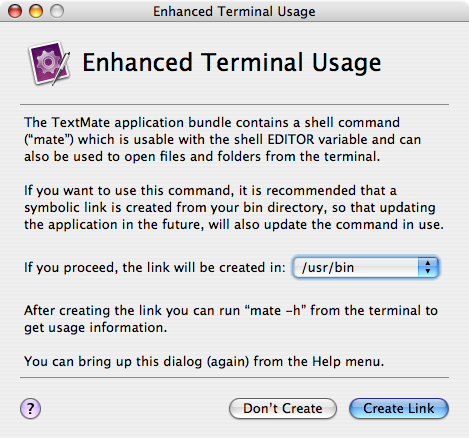 Enhanced Terminal Usage
Enhanced Terminal Usage
The TextMate application bundle contains a shell command
(“mate”) which is usable with the shell EDITOR variable and can
also be used to open files and folders from the terminal.
If you want to use this command, it is recommended that a
symbolic link is created from your bin directory, so that updating
the application in the future, will also update the command in use.
If you proceed, the link will be created in: /usr/bin
After creating the link you can run “mate –h” from the terminal to
get usage information.
You can bring up this dialog (again) from the Help menu.
? Don’t Create Create Link